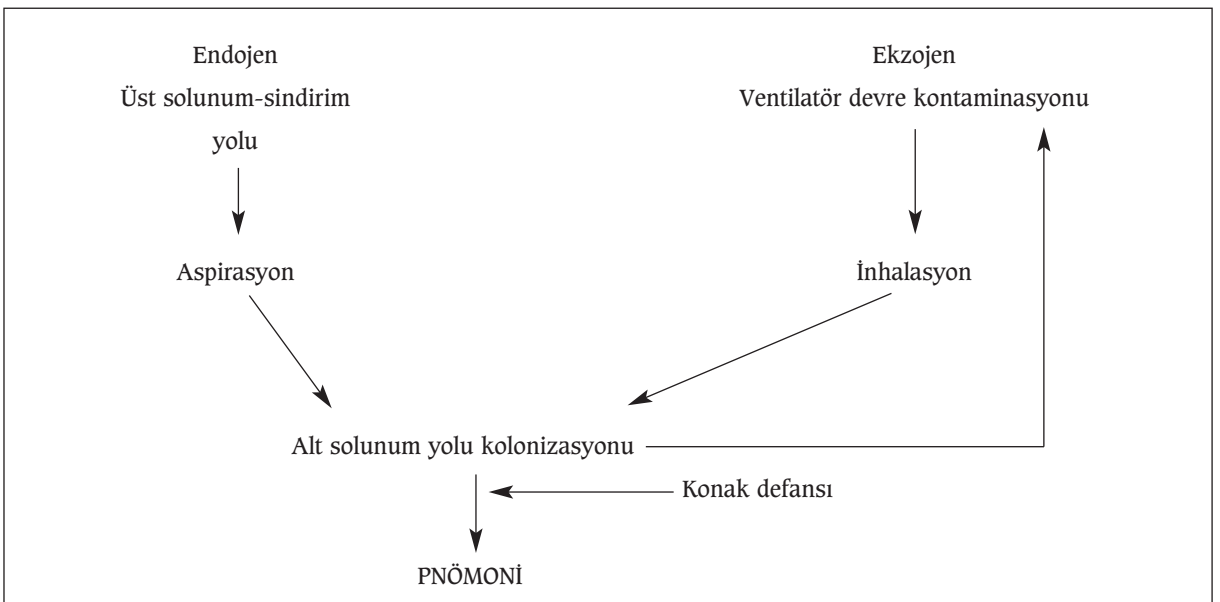 Endojen
Üst solunum-sindirim
yolu
Ekzojen
Ventilatör devre kontaminasyonu
Aspirasyon
İnhalasyon
Alt solunum yolu kolonizasyonu
Konak defansı
PNÖMONİ